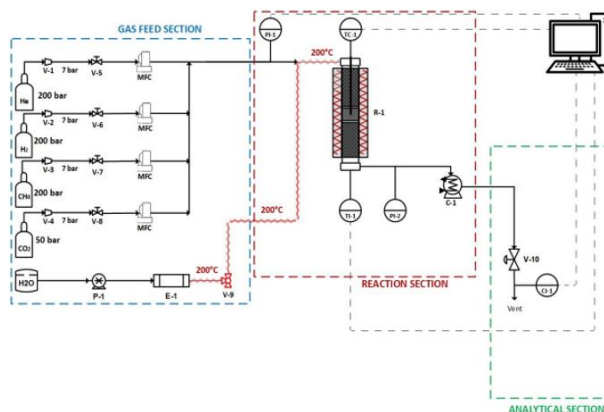 GAS FEED SECTION
PI-1
TC-1
200°C
V-1
7 bar
V-5
MFC
He
200 bar
R-1
V-2
7 bar
V-6
MFC
H₂
200 bar
V-3
7 bar
V-7
MFC
CH₄
200 bar
V-4
7 bar
V-8
MFC
CO₂
50 bar
200°C
TI-1
PI-2
C-1
H2O
P-1
E-1
200°C
V-9
V-10
REACTION SECTION
CI-1
Vent
ANALYTICAL SECTION